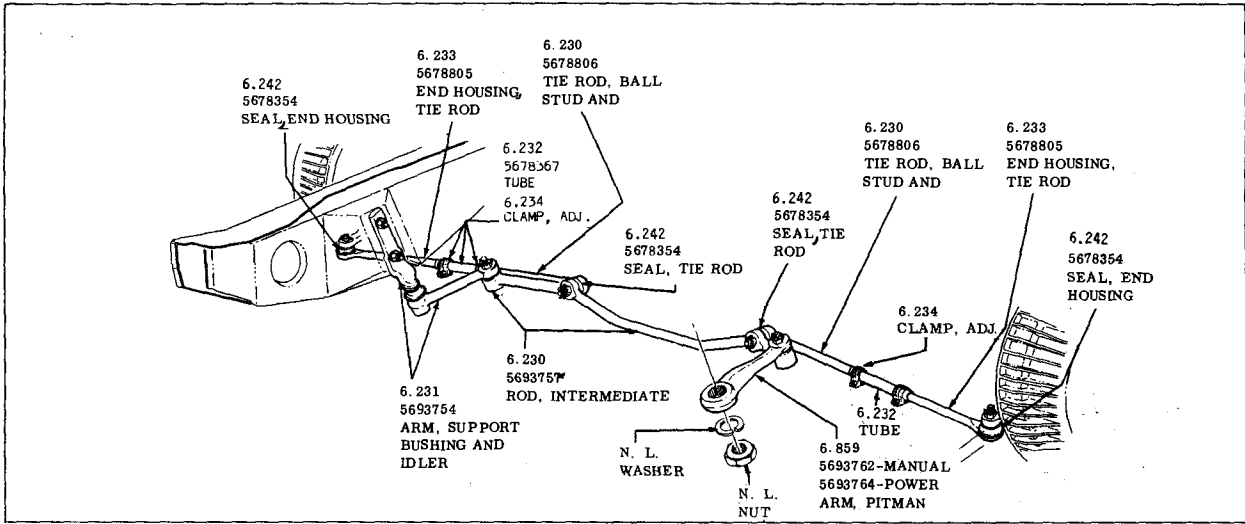 6.242
5678354
SEAL, END HOUSING
6.233
5678805
END HOUSING,
TIE ROD
6.230
5678806
TIE ROD, BALL
STUD AND
6.232
5678367
TUBE
6.234
CLAMP, ADJ.
6.242
5678354
SEAL, TIE ROD
6.242
5678354
SEAL, TIE
ROD
6.230
5678806
TIE ROD, BALL
STUD AND
6.233
5678805
END HOUSING,
TIE ROD
6.242
5678354
SEAL, END
HOUSING
6.234
CLAMP, ADJ.
6.231
5693754
ARM, SUPPORT
BUSHING AND
IDLER
6.230
5693757
ROD, INTERMEDIATE
N. L.
WASHER
N. L.
NUT
6.232
TUBE
6.859
5693762-MANUAL
5693764-POWER
ARM, PITMAN